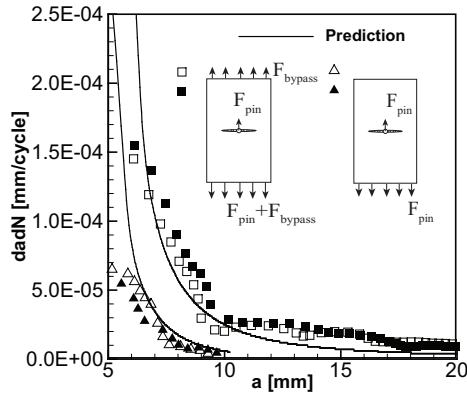 2.5E-04
Prediction
F_bypass
2.0E-04
F_pin
F_pin
1.5E-04
dadN [mm/cycle]
1.0E-04
F_pin+F_bypass
F_pin
5.0E-05
0.0E+00
5 10 15 20
a [mm]